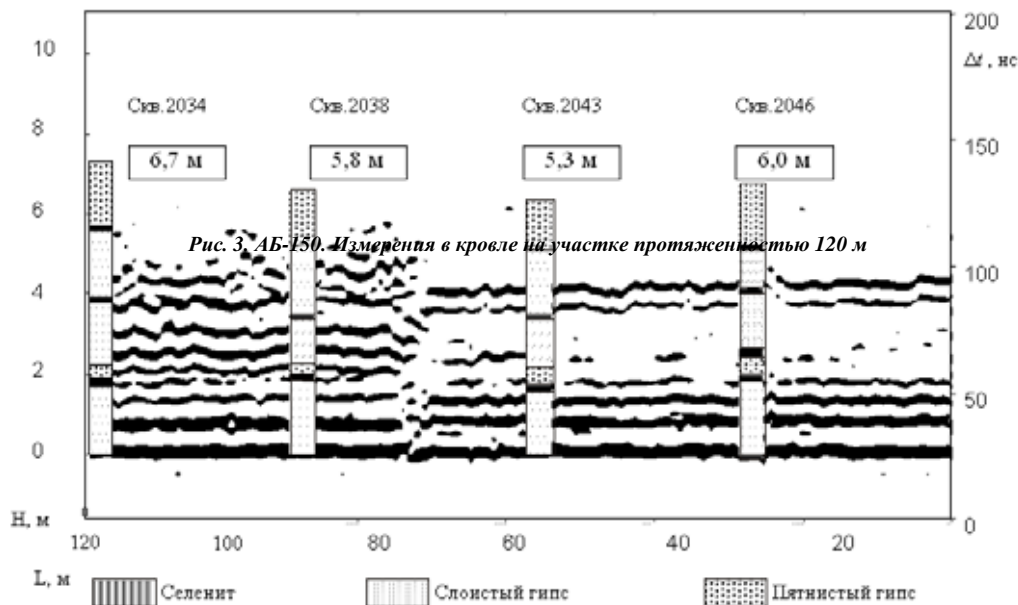 10
200
Δt, нс
Скв.2034
Скв.2038
Скв.2043
Скв.2046
8
6,7 м
5,8 м
5,3 м
6,0 м
150
6
Рис. 3. АБ-150. Измерения в кровле на участке протяженностью 120 м
100
4
2
50
0
Н, м
0
120
100
80
60
40
20
L, м
Селенит
Слоистый гипс
Пятнистый гипс